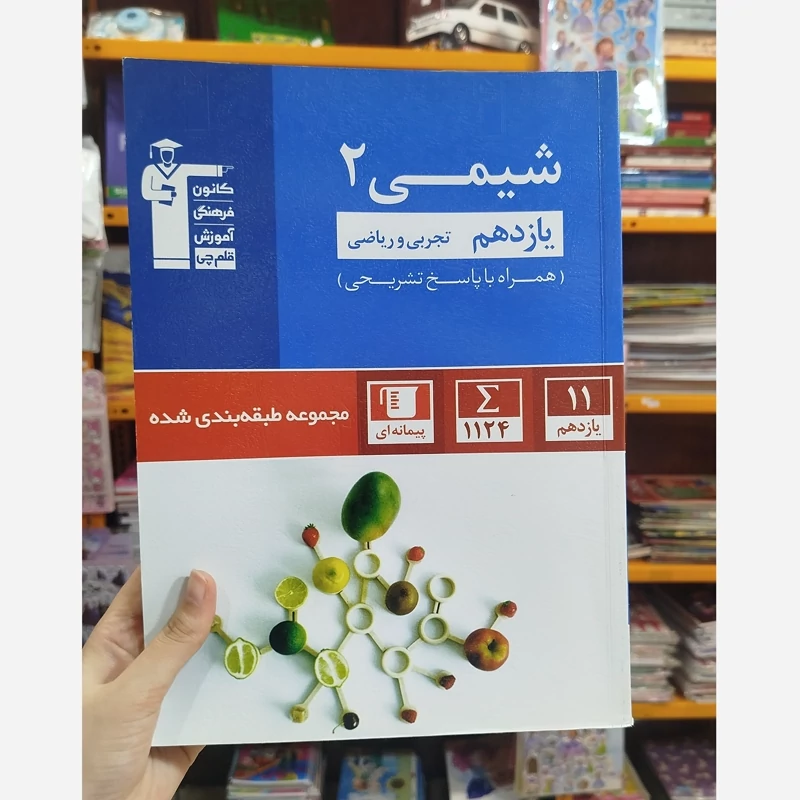 شیمی ۲
یازدهم تجربی و ریاضی
(همراه با پاسخ تشریحی)
کانون
فرهنگی
آموزش
قلم‌چی
۱۱
یازدهم
Σ
۱۱۲۴
پیمانه‌ای
مجموعه طبقه‌بندی شده